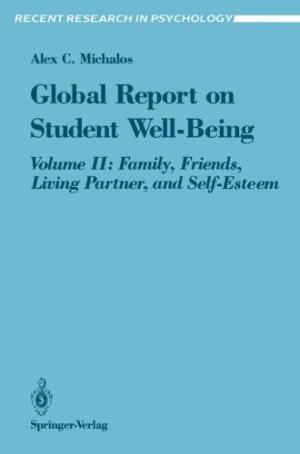 RECENT RESEARCH IN PSYCHOLOGY
Alex C. Michalos
Global Report on
Student Well-Being
Volume II: Family, Friends,
Living Partner, and Self-Esteem
Springer-Verlag